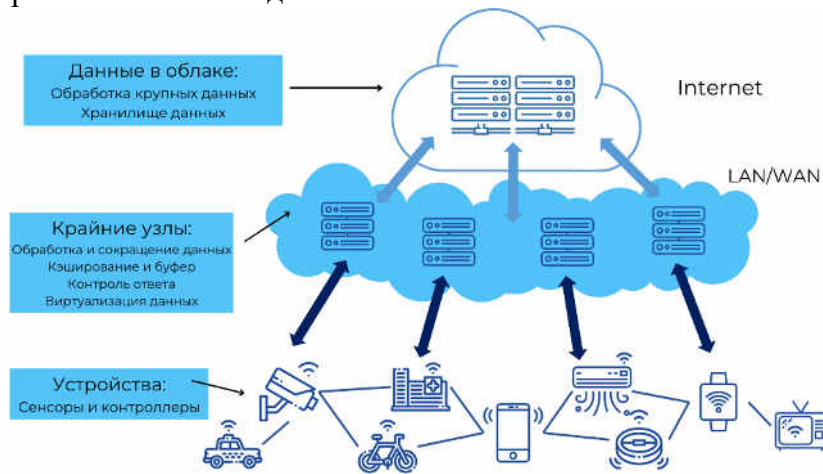 Данные в облаке:
Обработка крупных данных
Хранилище данных
Internet
LAN/WAN
Крайние узлы:
Обработка и сокращение данных
Кэширование и буфер
Контроль ответа
Виртуализация данных
Устройства:
Сенсоры и контроллеры